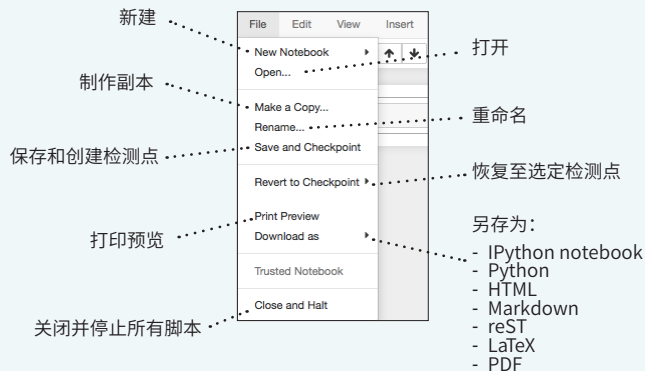 File Edit View Insert
新建
New Notebook
打开
Open...
制作副本
Make a Copy...
重命名
Rename...
保存和创建检测点
Save and Checkpoint
恢复至选定检测点
Revert to Checkpoint
打印预览
Print Preview
Download as
另存为：
- IPython notebook
- Python
- HTML
- Markdown
- reST
- LaTeX
- PDF
Trusted Notebook
关闭并停止所有脚本
Close and Halt